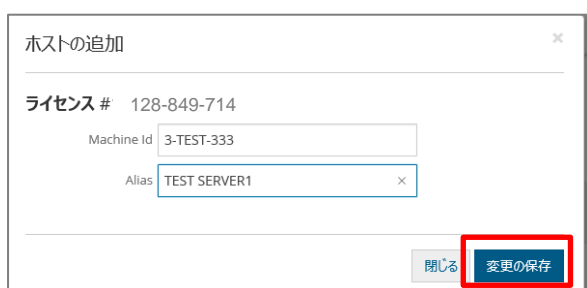 ホストの追加 ×
ライセンス # 128-849-714
Machine Id 3-TEST-333
Alias TEST SERVER1 ×
閉じる 変更の保存